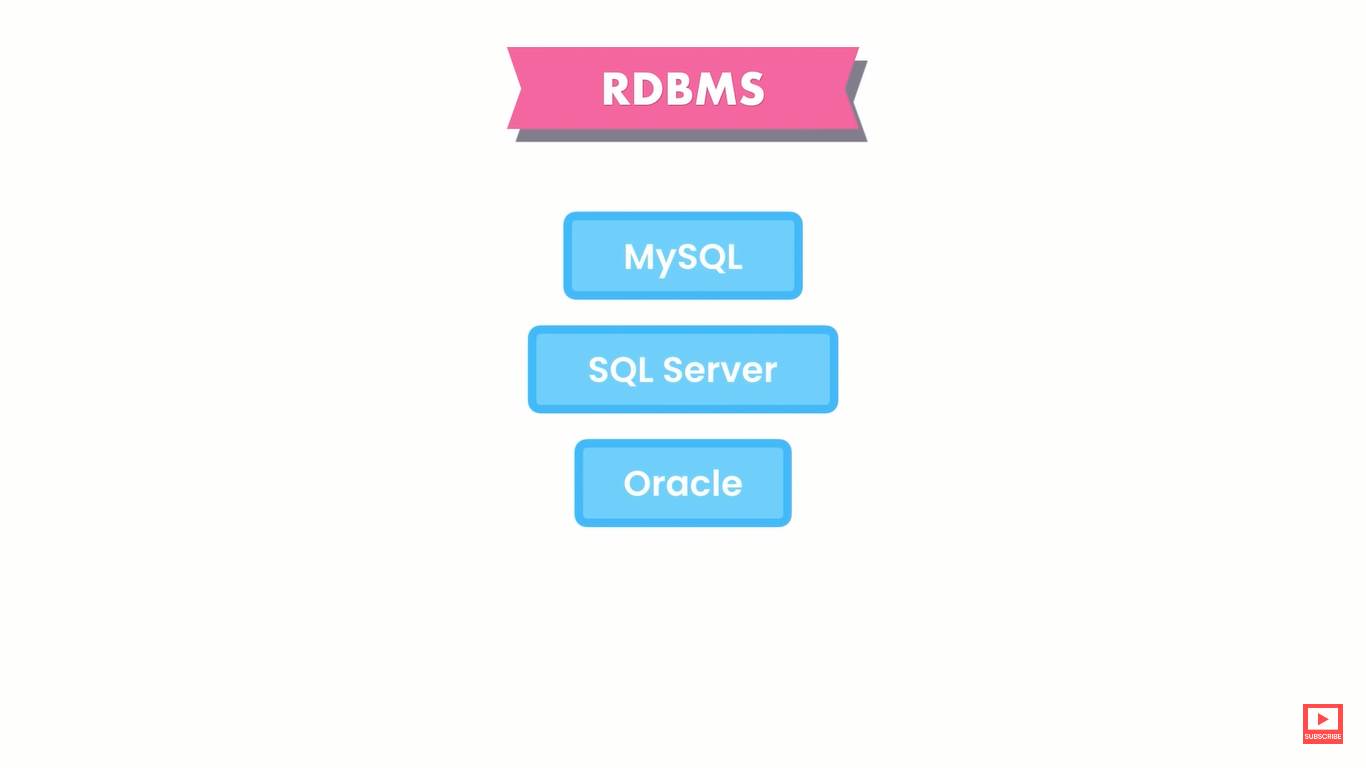 RDBMS
MySQL
SQL Server
Oracle
SUBSCRIBE